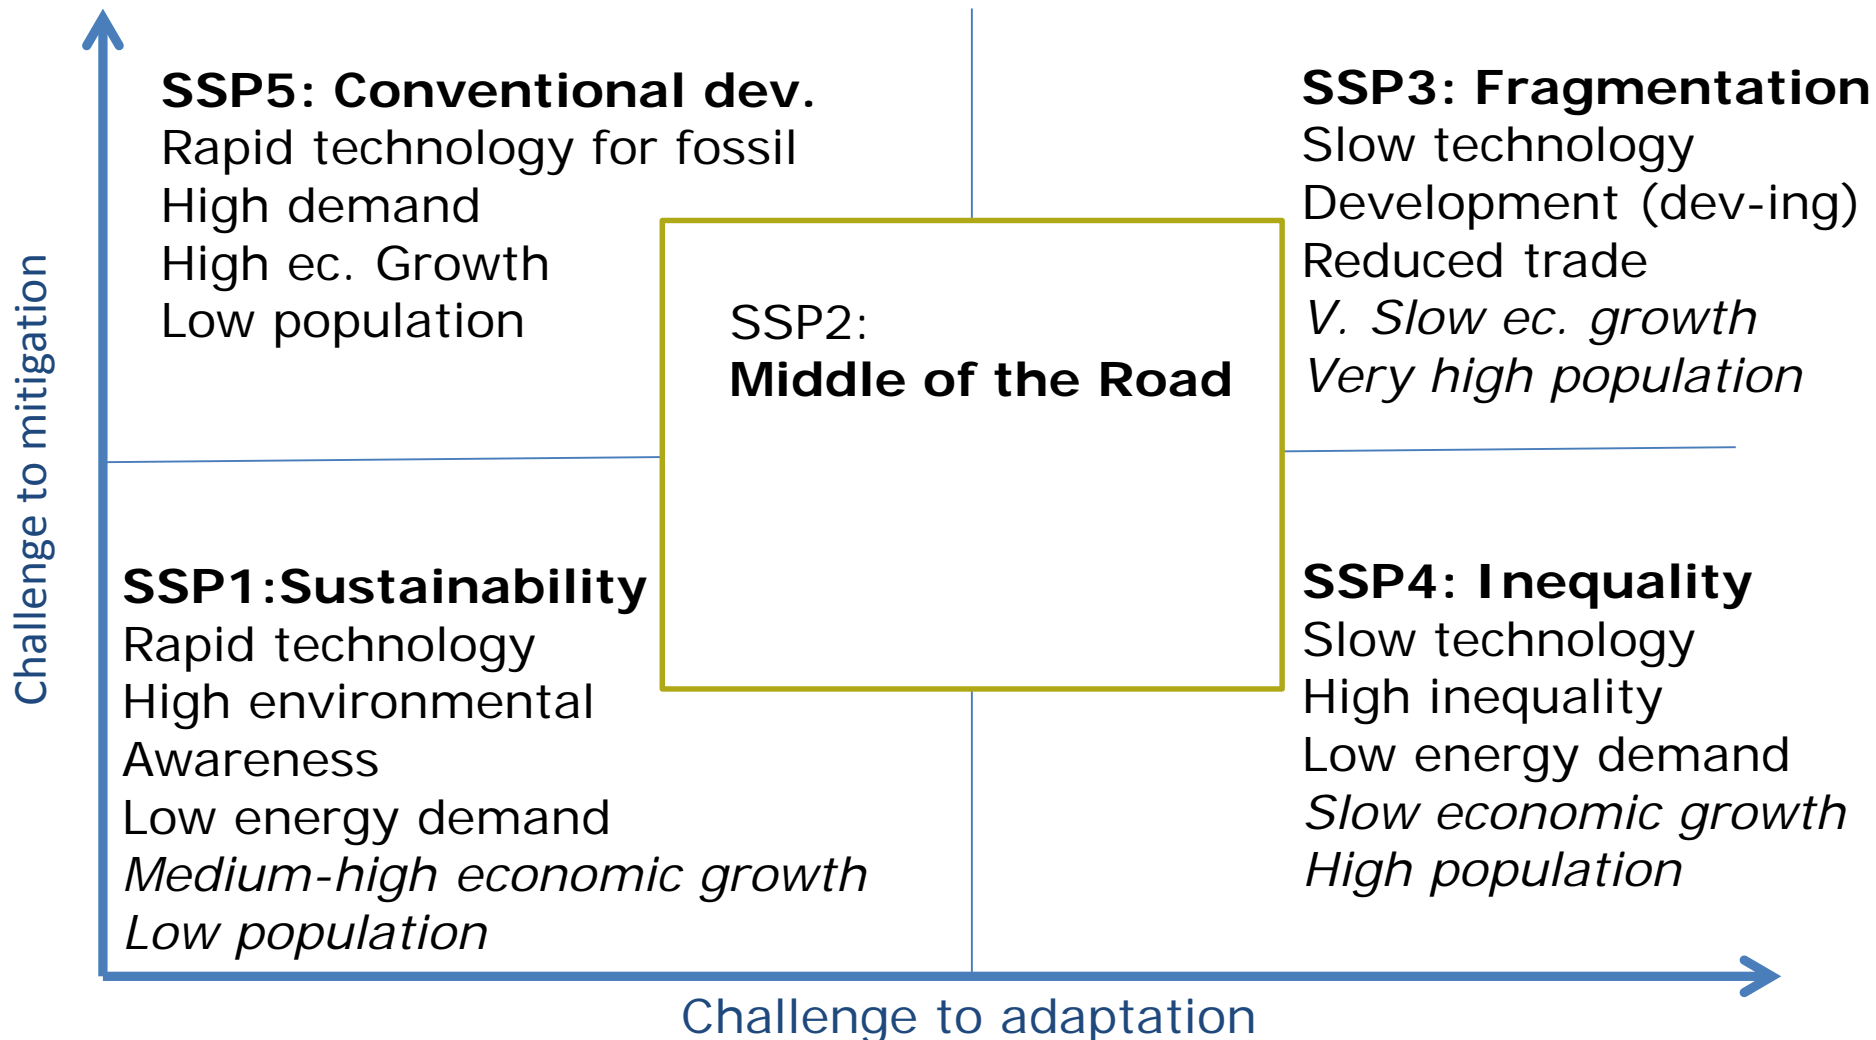 Challenge to mitigation
SSP5: Conventional dev.
Rapid technology for fossil
High demand
High ec. Growth
Low population
SSP3: Fragmentation
Slow technology
Development (dev-ing)
Reduced trade
V. Slow ec. growth
Very high population
SSP2:
Middle of the Road
SSP1:Sustainability
Rapid technology
High environmental
Awareness
Low energy demand
Medium-high economic growth
Low population
SSP4: Inequality
Slow technology
High inequality
Low energy demand
Slow economic growth
High population
Challenge to adaptation